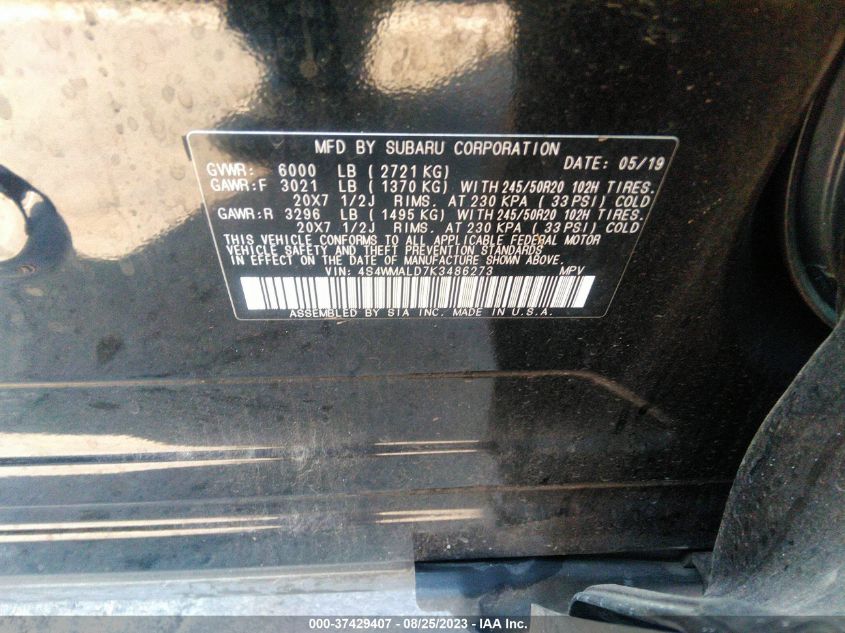 MFD BY SUBARU CORPORATION
GVWR: 6000 LB (2721 KG) DATE: 05/19
GAWR:F 3021 LB (1370 KG) WITH 245/50R20 102H TIRES.
20X7 1/2J RIMS. AT 230 KPA (33 PSI) COLD
GAWR:R 3296 LB (1495 KG) WITH 245/50R20 102H TIRES.
20X7 1/2J RIMS. AT 230 KPA (33 PSI) COLD
THIS VEHICLE CONFORMS TO ALL APPLICABLE FEDERAL MOTOR
VEHICLE SAFETY AND THEFT PREVENTION STANDARDS
IN EFFECT ON THE DATE OF MANUFACTURE SHOWN ABOVE.
VIN: 4S4WMALD7K3486273 MPV
ASSEMBLED BY SIA INC. MADE IN U.S.A.
000-37429407 - 08/25/2023 - IAA Inc.